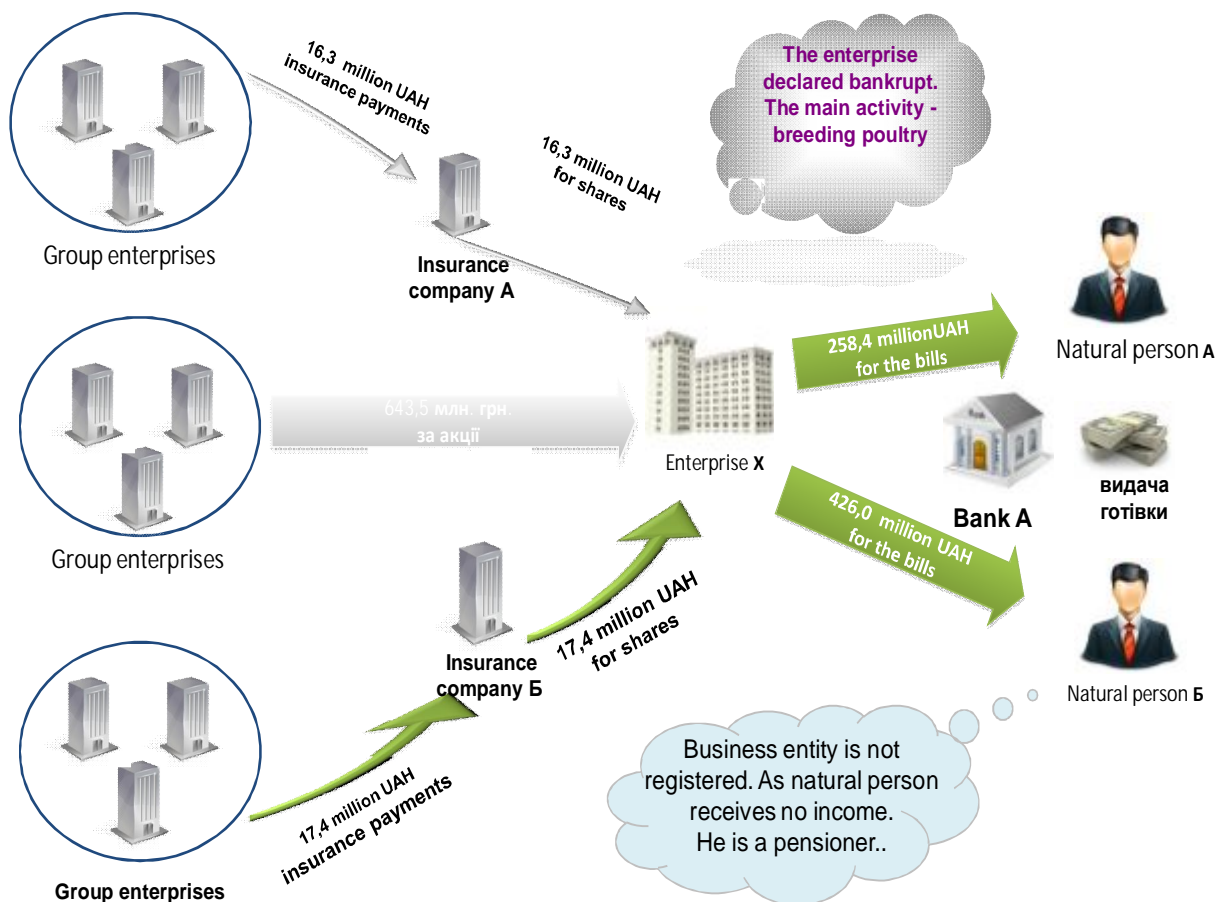 16,3 million UAH
insurance payments
Group enterprises
Insurance
company A
16,3 million UAH
for shares
The enterprise
declared bankrupt.
The main activity -
breeding poultry
Group enterprises
643,5 млн. грн.
за акції
Enterprise X
258,4 millionUAH
for the bills
Natural person A
Bank A
видача
готівки
426,0 million UAH
for the bills
Natural person Б
Group enterprises
17,4 million UAH
insurance payments
Insurance
company Б
17,4 million UAH
for shares
Business entity is not
registered. As natural person
receives no income.
He is a pensioner..